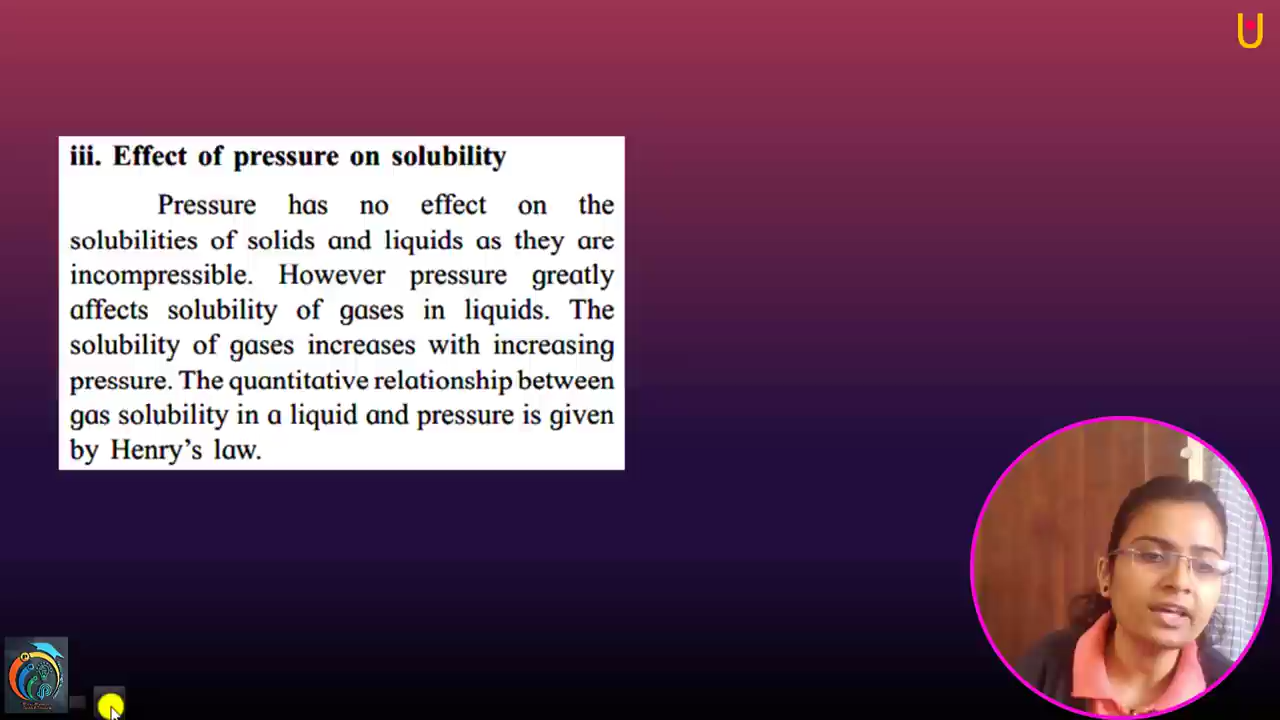 iii. Effect of pressure on solubility
Pressure has no effect on the
solubilities of solids and liquids as they are
incompressible. However pressure greatly
affects solubility of gases in liquids. The
solubility of gases increases with increasing
pressure. The quantitative relationship between
gas solubility in a liquid and pressure is given
by Henry’s law.